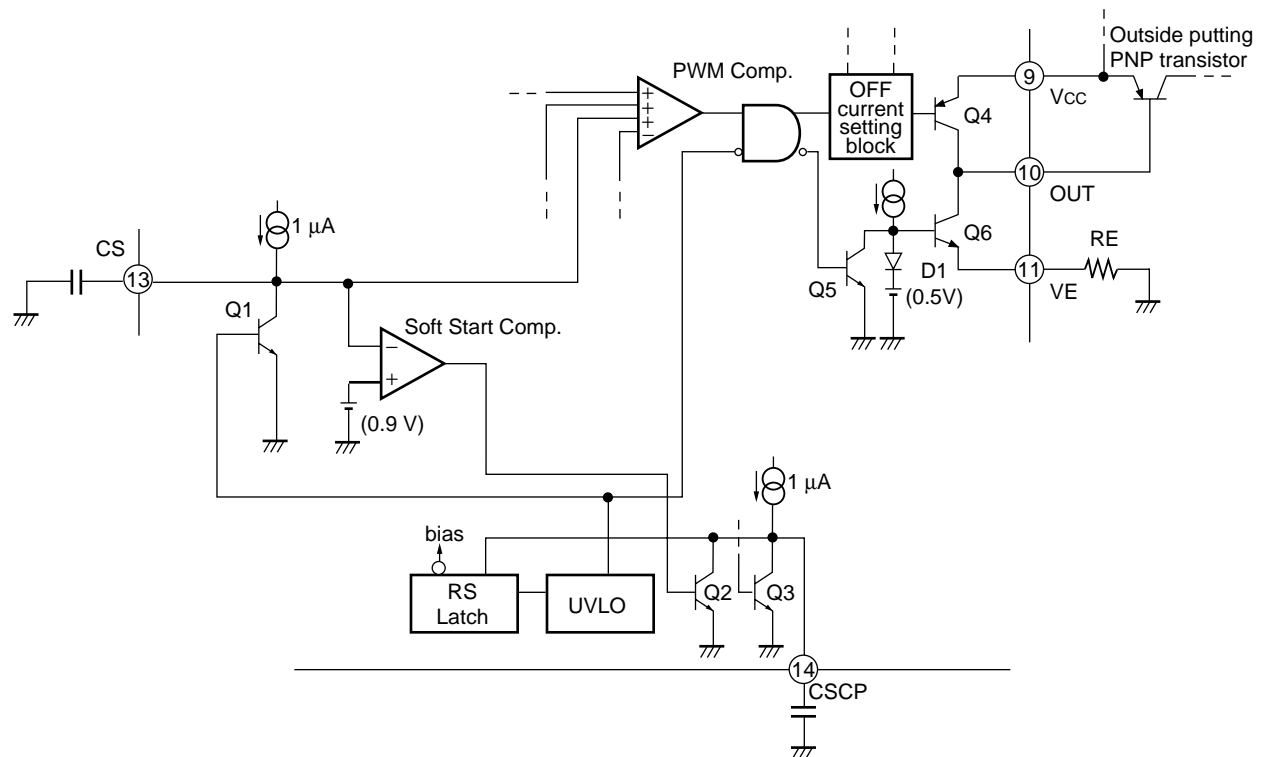 Outside putting
PNP transistor
PWM Comp.
+
+
+
−
OFF
current
setting
block
Q4
9
VCC
10
OUT
1 µA
CS
13
Q1
Q5
D1
(0.5V)
Q6
11
VE
RE
Soft Start Comp.
−
+
(0.9 V)
1 µA
bias
RS
Latch
UVLO
Q2
Q3
14
CSCP